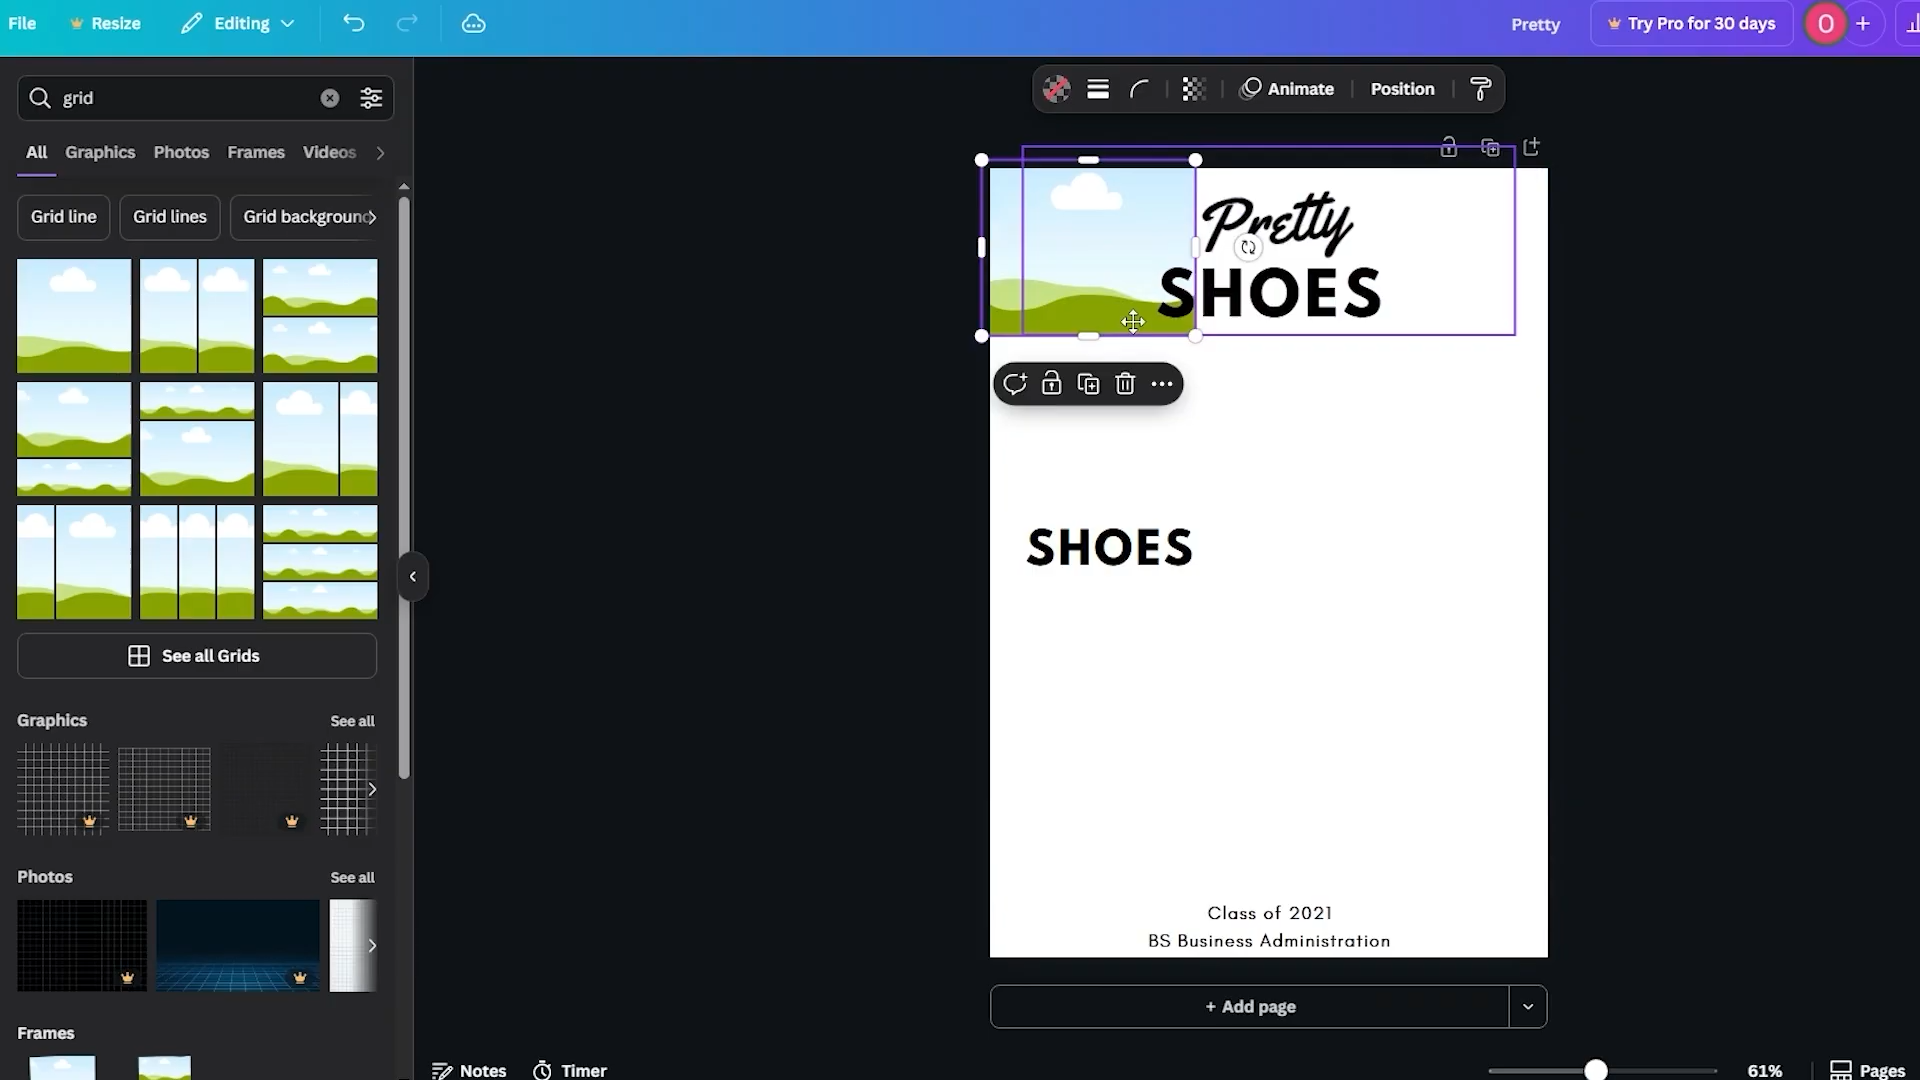 File
Resize
Editing
Pretty
Try Pro for 30 days
O
grid
All
Graphics
Photos
Frames
Videos
Grid line
Grid lines
Grid background
See all Grids
Graphics
See all
Photos
See all
Frames
Animate
Position
Pretty
SHOES
SHOES
Class of 2021
BS Business Administration
+ Add page
Notes
Timer
61%
Pages